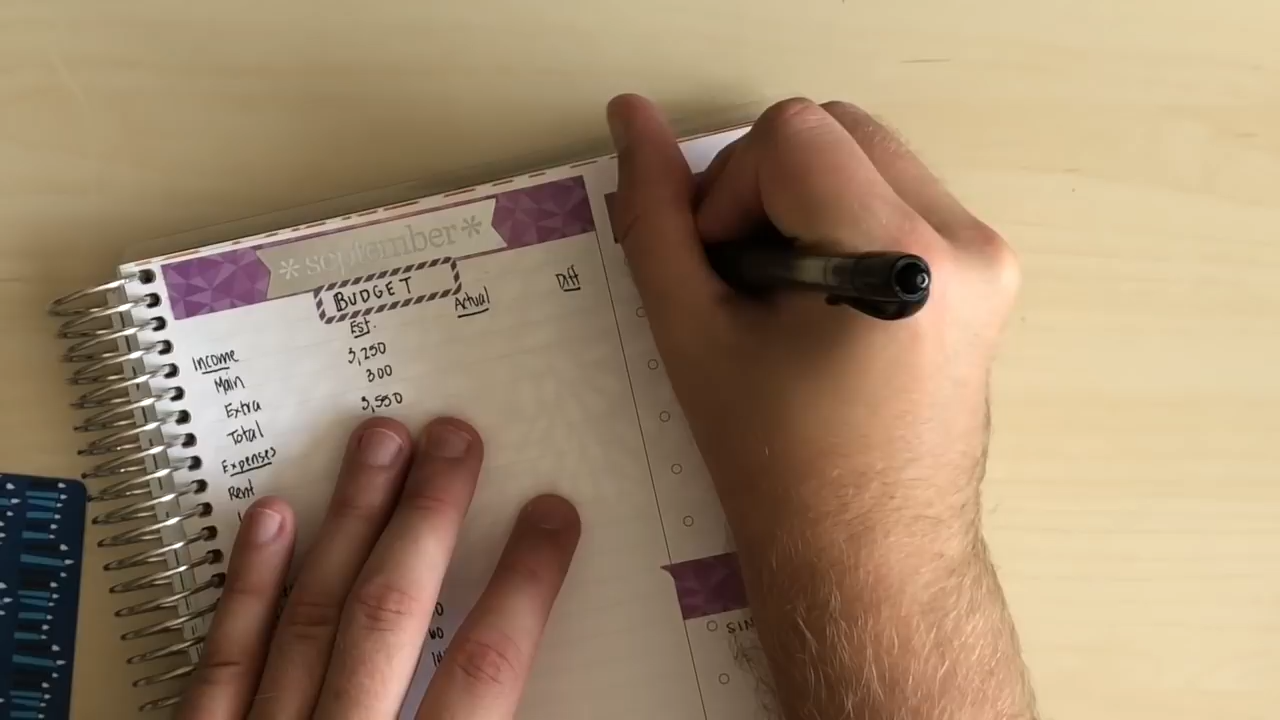 *september*
BUDGET
Est. Actual Diff
Income
Main 3,250
Extra 300
Total 3,550
Expenses
Rent
SIN